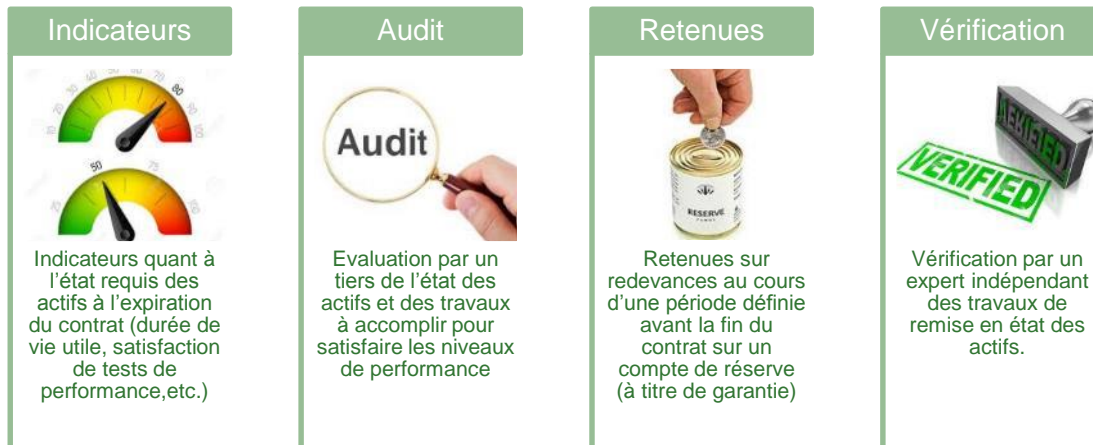 Indicateurs
80
50
Indicateurs quant à
l’état requis des
actifs à l’expiration
du contrat (durée de
vie utile, satisfaction
de tests de
performance,etc.)
Audit
Audit
Evaluation par un
tiers de l’état des
actifs et des travaux
à accomplir pour
satisfaire les niveaux
de performance
Retenues
RESERVE
Retenues sur
redevances au cours
d’une période définie
avant la fin du
contrat sur un
compte de réserve
(à titre de garantie)
Vérification
VERIFIED
VERIFIED
Vérification par un
expert indépendant
des travaux de
remise en état des
actifs.